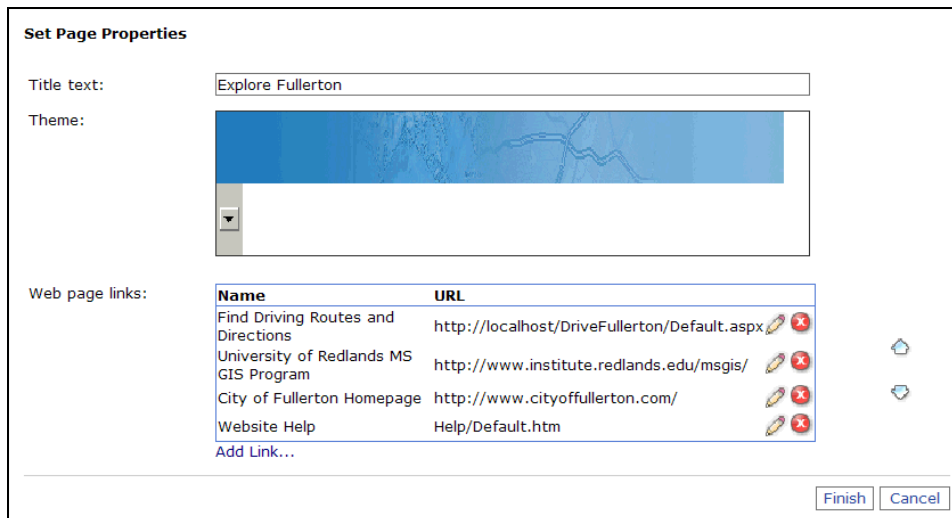 Set Page Properties
Title text:
Explore Fullerton
Theme:
Web page links:
Name URL
Find Driving Routes and
Directions
http://localhost/DriveFullerton/Default.aspx
University of Redlands MS
GIS Program
http://www.institute.redlands.edu/msgis/
City of Fullerton Homepage http://www.cityoffullerton.com/
Website Help Help/Default.htm
Add Link...
Finish Cancel